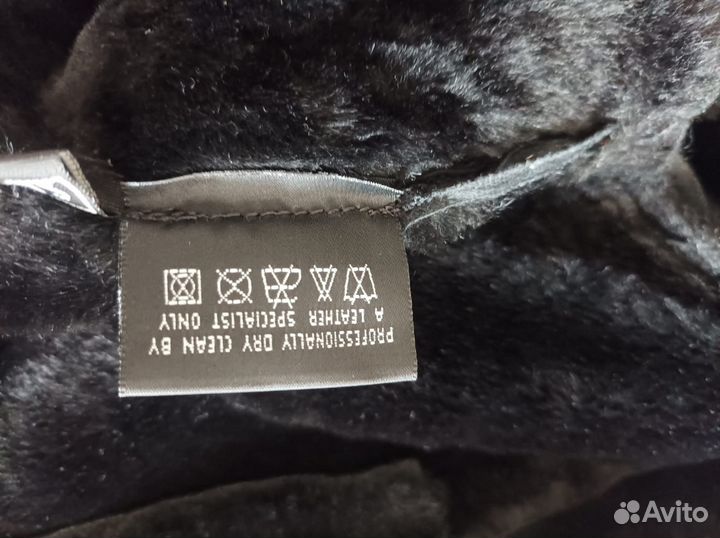 PROFESSIONALLY DRY CLEAN BY
A LEATHER SPECIALIST ONLY
Avito